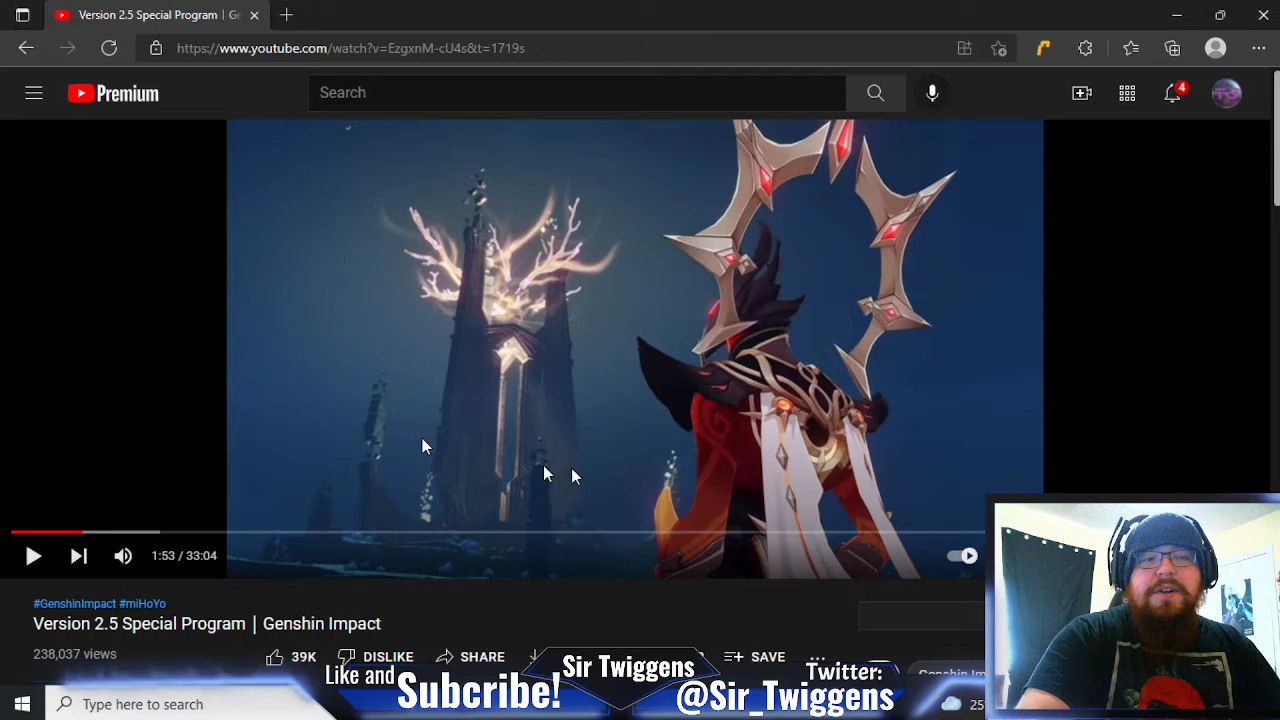 Version 2.5 Special Program | Ge
https://www.youtube.com/watch?v=EzgxnM-cU4s&t=1719s
Premium
Search
4
TG
1:53 / 33:04
#GenshinImpact #miHoYo
Version 2.5 Special Program | Genshin Impact
238,037 views
39K
DISLIKE
SHARE
SAVE
Like and
Subcribe!
Sir Twiggens
Twitter:
@Sir_Twiggens
Type here to search